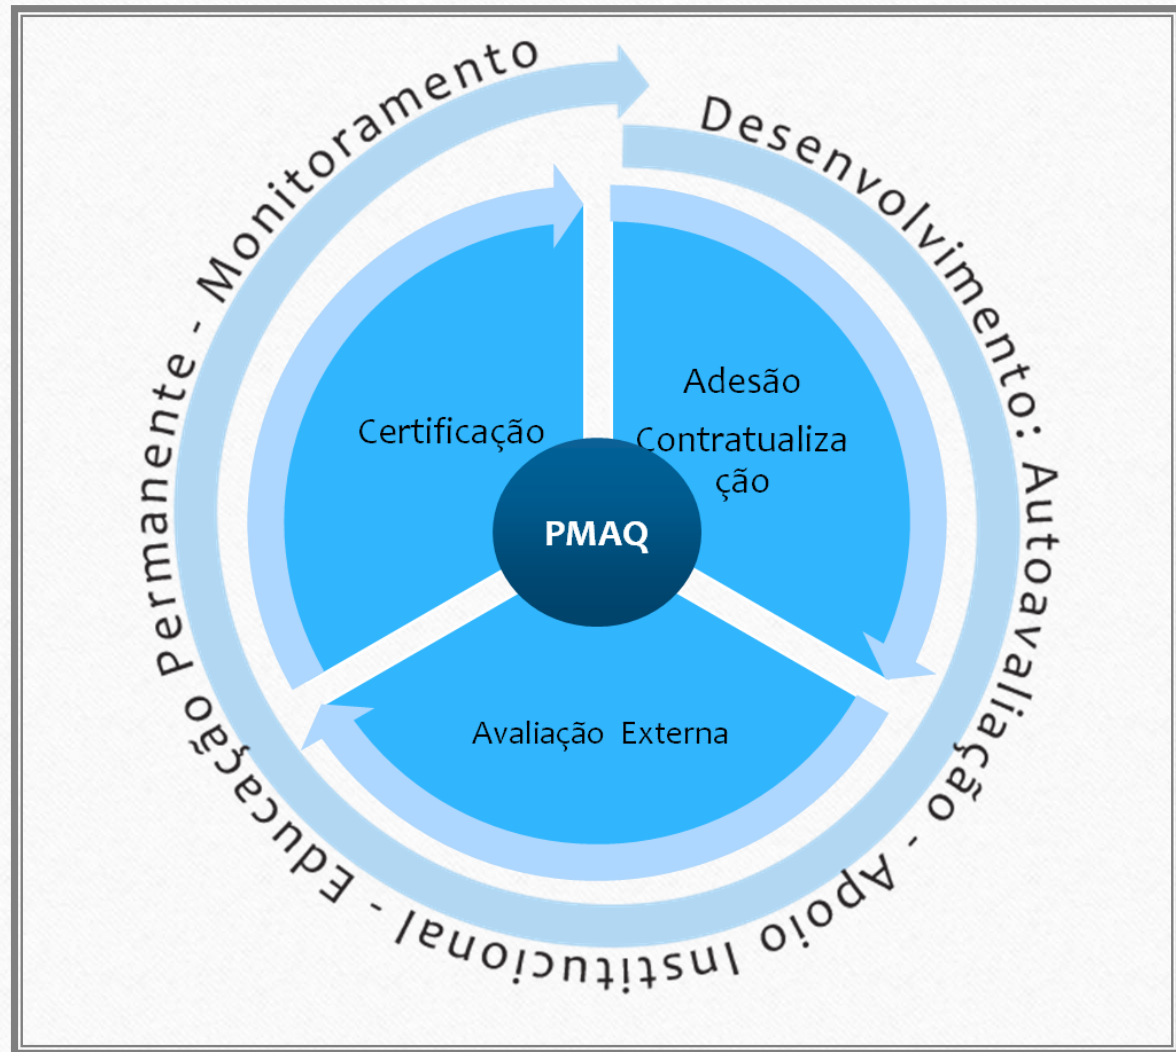 Desenvolvimento: Autoavaliação - Apoio Institucional - Educação Permanente - Monitoramento
Adesão
Contratualiza
ção
Certificação
PMAQ
Avaliação Externa